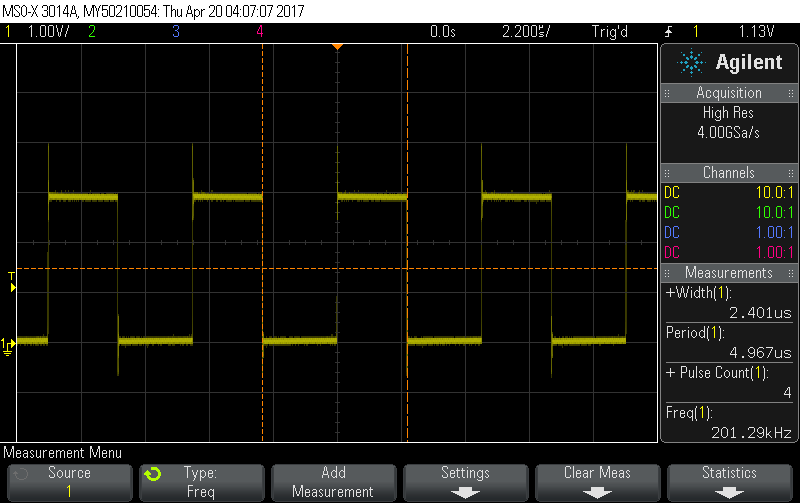 MSO-X 3014A, MY50210054: Thu Apr 20 04:07:07 2017
1 1.00V/ 2 3 4 0.0s 2.200us/ Trig'd 1 1.13V
Agilent
Acquisition
High Res
4.00GSa/s
Channels
DC 10.0:1
DC 10.0:1
DC 1.00:1
DC 1.00:1
Measurements
+Width(1):
2.401us
Period(1):
4.967us
+ Pulse Count(1):
4
Freq(1):
201.29kHz
T
1
Measurement Menu
Source
1
Type:
Freq
Add
Measurement
Settings
Clear Meas
Statistics